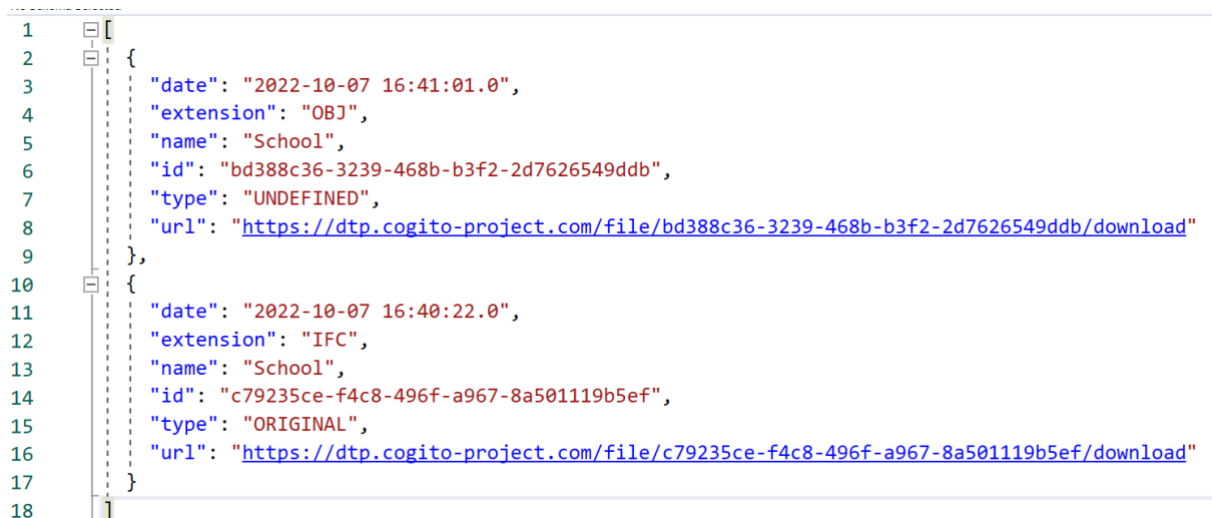 1 [
2 {
3 "date": "2022-10-07 16:41:01.0",
4 "extension": "OBJ",
5 "name": "School",
6 "id": "bd388c36-3239-468b-b3f2-2d7626549ddb",
7 "type": "UNDEFINED",
8 "url": "https://dtp.cogito-project.com/file/bd388c36-3239-468b-b3f2-2d7626549ddb/download"
9 },
10 {
11 "date": "2022-10-07 16:40:22.0",
12 "extension": "IFC",
13 "name": "School",
14 "id": "c79235ce-f4c8-496f-a967-8a501119b5ef",
15 "type": "ORIGINAL",
16 "url": "https://dtp.cogito-project.com/file/c79235ce-f4c8-496f-a967-8a501119b5ef/download"
17 }
18 ]